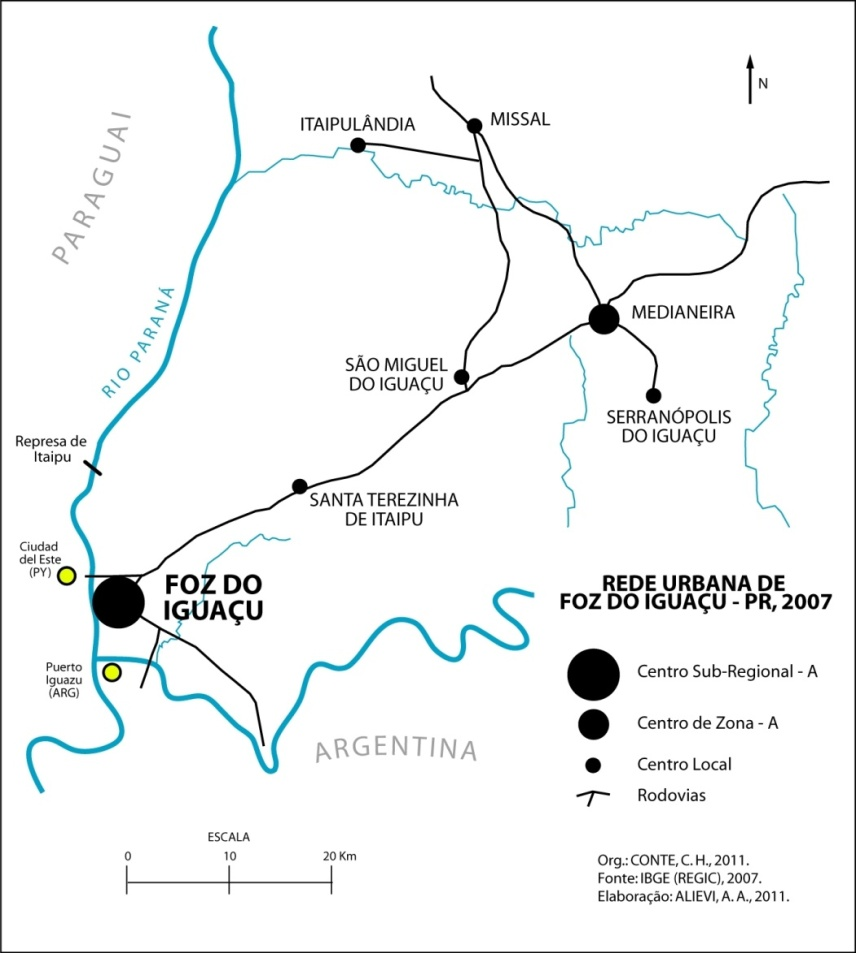 PARAGUAI
N
ITAIPULÂNDIA
MISSAL
RIO PARANÁ
MEDIANEIRA
SÃO MIGUEL
DO IGUAÇU
SERRANÓPOLIS
DO IGUAÇU
Represa de
Itaipu
SANTA TEREZINHA
DE ITAIPU
Ciudad
del Este
(PY)
FOZ DO
IGUAÇU
Puerto
Iguazu
(ARG)
ARGENTINA
REDE URBANA DE
FOZ DO IGUAÇU - PR, 2007
Centro Sub-Regional - A
Centro de Zona - A
Centro Local
Rodovias
ESCALA
0 10 20 Km
Org.: CONTE, C. H., 2011.
Fonte: IBGE (REGIC), 2007.
Elaboração: ALIEVI, A. A., 2011.